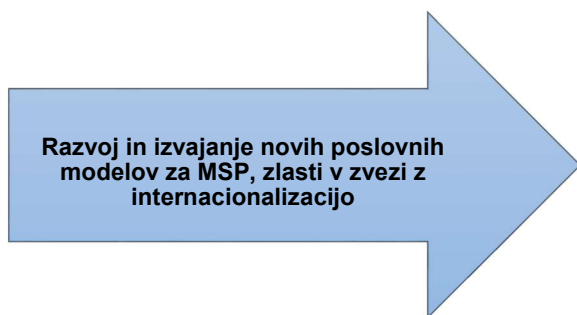 Razvoj in izvajanje novih poslovnih
modelov za MSP, zlasti v zvezi z
internacionalizacijo